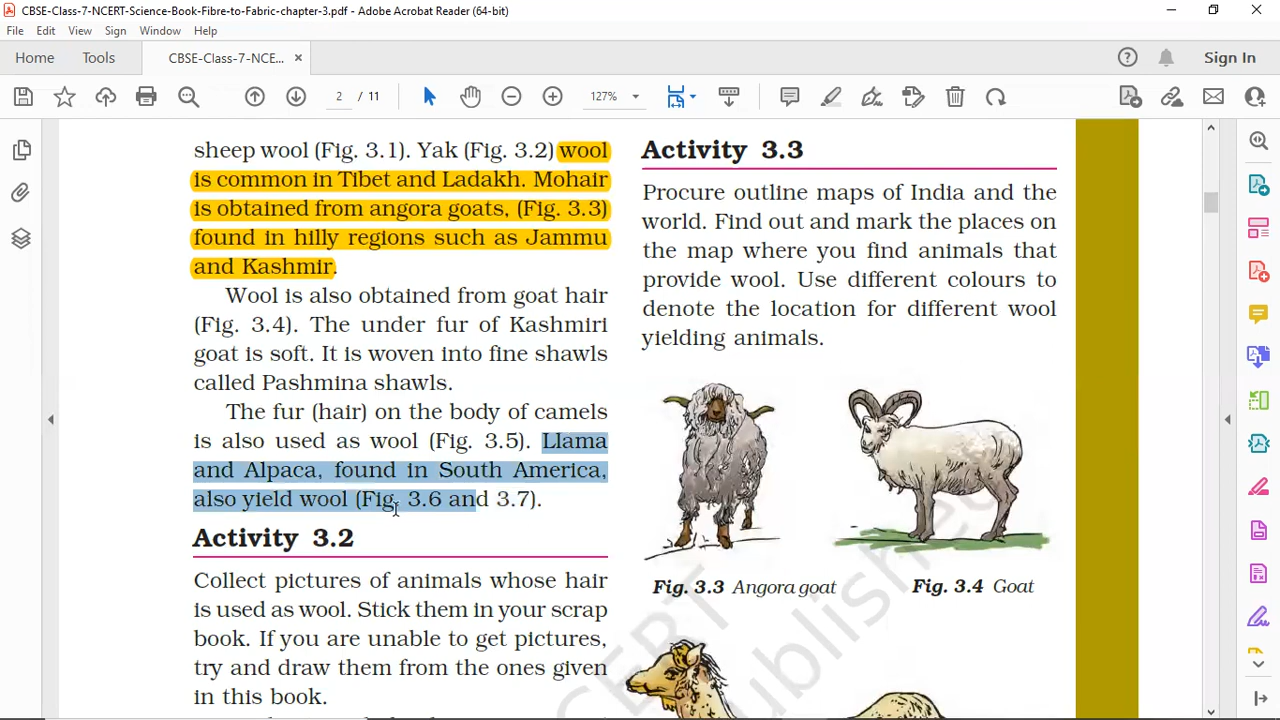 CBSE-Class-7-NCERT-Science-Book-Fibre-to-Fabric-chapter-3.pdf - Adobe Acrobat Reader (64-bit)
File Edit View Sign Window Help
Home Tools CBSE-Class-7-NCE... Sign In
2 / 11 127%
sheep wool (Fig. 3.1). Yak (Fig. 3.2) wool
is common in Tibet and Ladakh. Mohair
is obtained from angora goats, (Fig. 3.3)
found in hilly regions such as Jammu
and Kashmir.
Wool is also obtained from goat hair
(Fig. 3.4). The under fur of Kashmiri
goat is soft. It is woven into fine shawls
called Pashmina shawls.
The fur (hair) on the body of camels
is also used as wool (Fig. 3.5). Llama
and Alpaca, found in South America,
also yield wool (Fig. 3.6 and 3.7).
Activity 3.2
Collect pictures of animals whose hair
is used as wool. Stick them in your scrap
book. If you are unable to get pictures,
try and draw them from the ones given
in this book.
Activity 3.3
Procure outline maps of India and the
world. Find out and mark the places on
the map where you find animals that
provide wool. Use different colours to
denote the location for different wool
yielding animals.
Fig. 3.3 Angora goat
Fig. 3.4 Goat